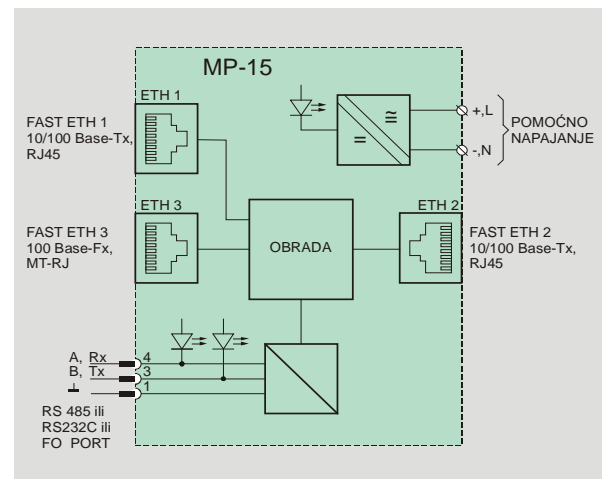 MP-15
ETH 1
FAST ETH 1
10/100 Base-Tx,
RJ45
+,L
-,N
POMOĆNO
NAPAJANJE
ETH 3
FAST ETH 3
100 Base-Fx,
MT-RJ
OBRADA
ETH 2
FAST ETH 2
10/100 Base-Tx,
RJ45
A, Rx 4
B, Tx 3
1
RS 485 ili
RS232C ili
FO PORT